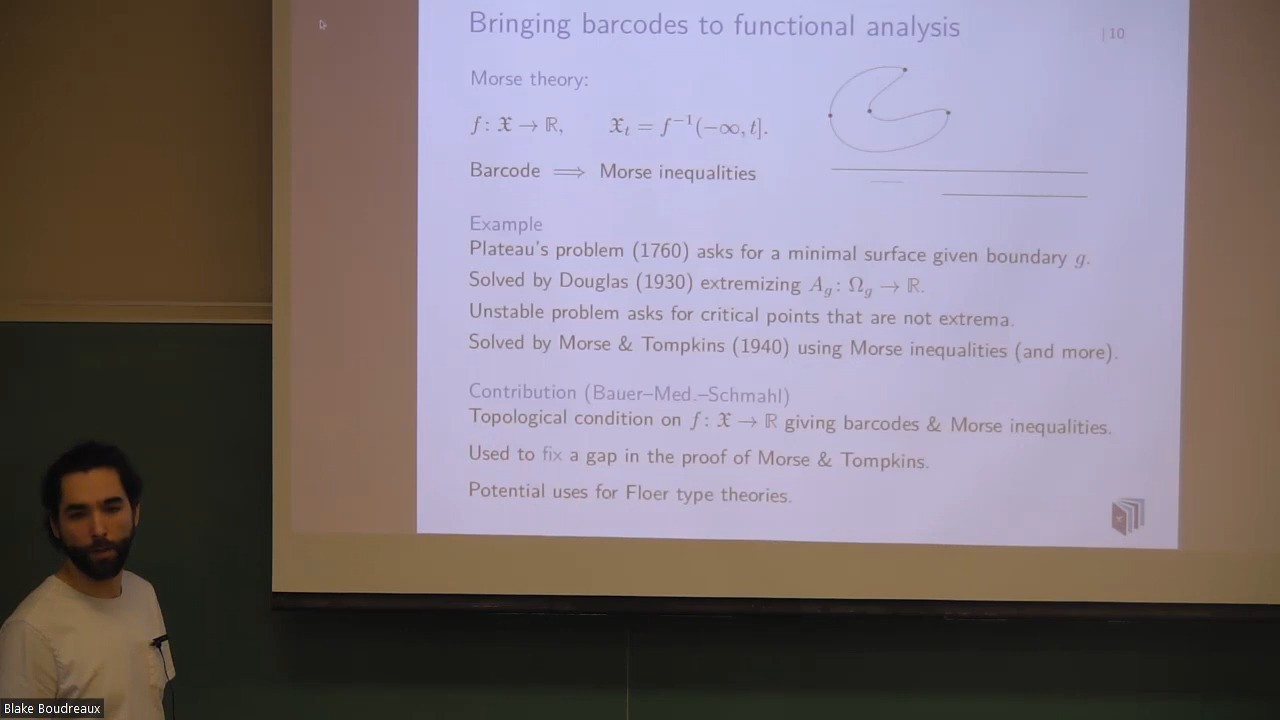 Bringing barcodes to functional analysis
| 10
Morse theory:
f : 𝔛 → ℝ, 𝔛ₜ = f⁻¹(−∞, t].
Barcode ⟹ Morse inequalities
Example
Plateau's problem (1760) asks for a minimal surface given boundary g.
Solved by Douglas (1930) extremizing A_g : Ω_g → ℝ.
Unstable problem asks for critical points that are not extrema.
Solved by Morse & Tompkins (1940) using Morse inequalities (and more).
Contribution (Bauer–Med.–Schmahl)
Topological condition on f : 𝔛 → ℝ giving barcodes & Morse inequalities.
Used to fix a gap in the proof of Morse & Tompkins.
Potential uses for Floer type theories.
Blake Boudreaux